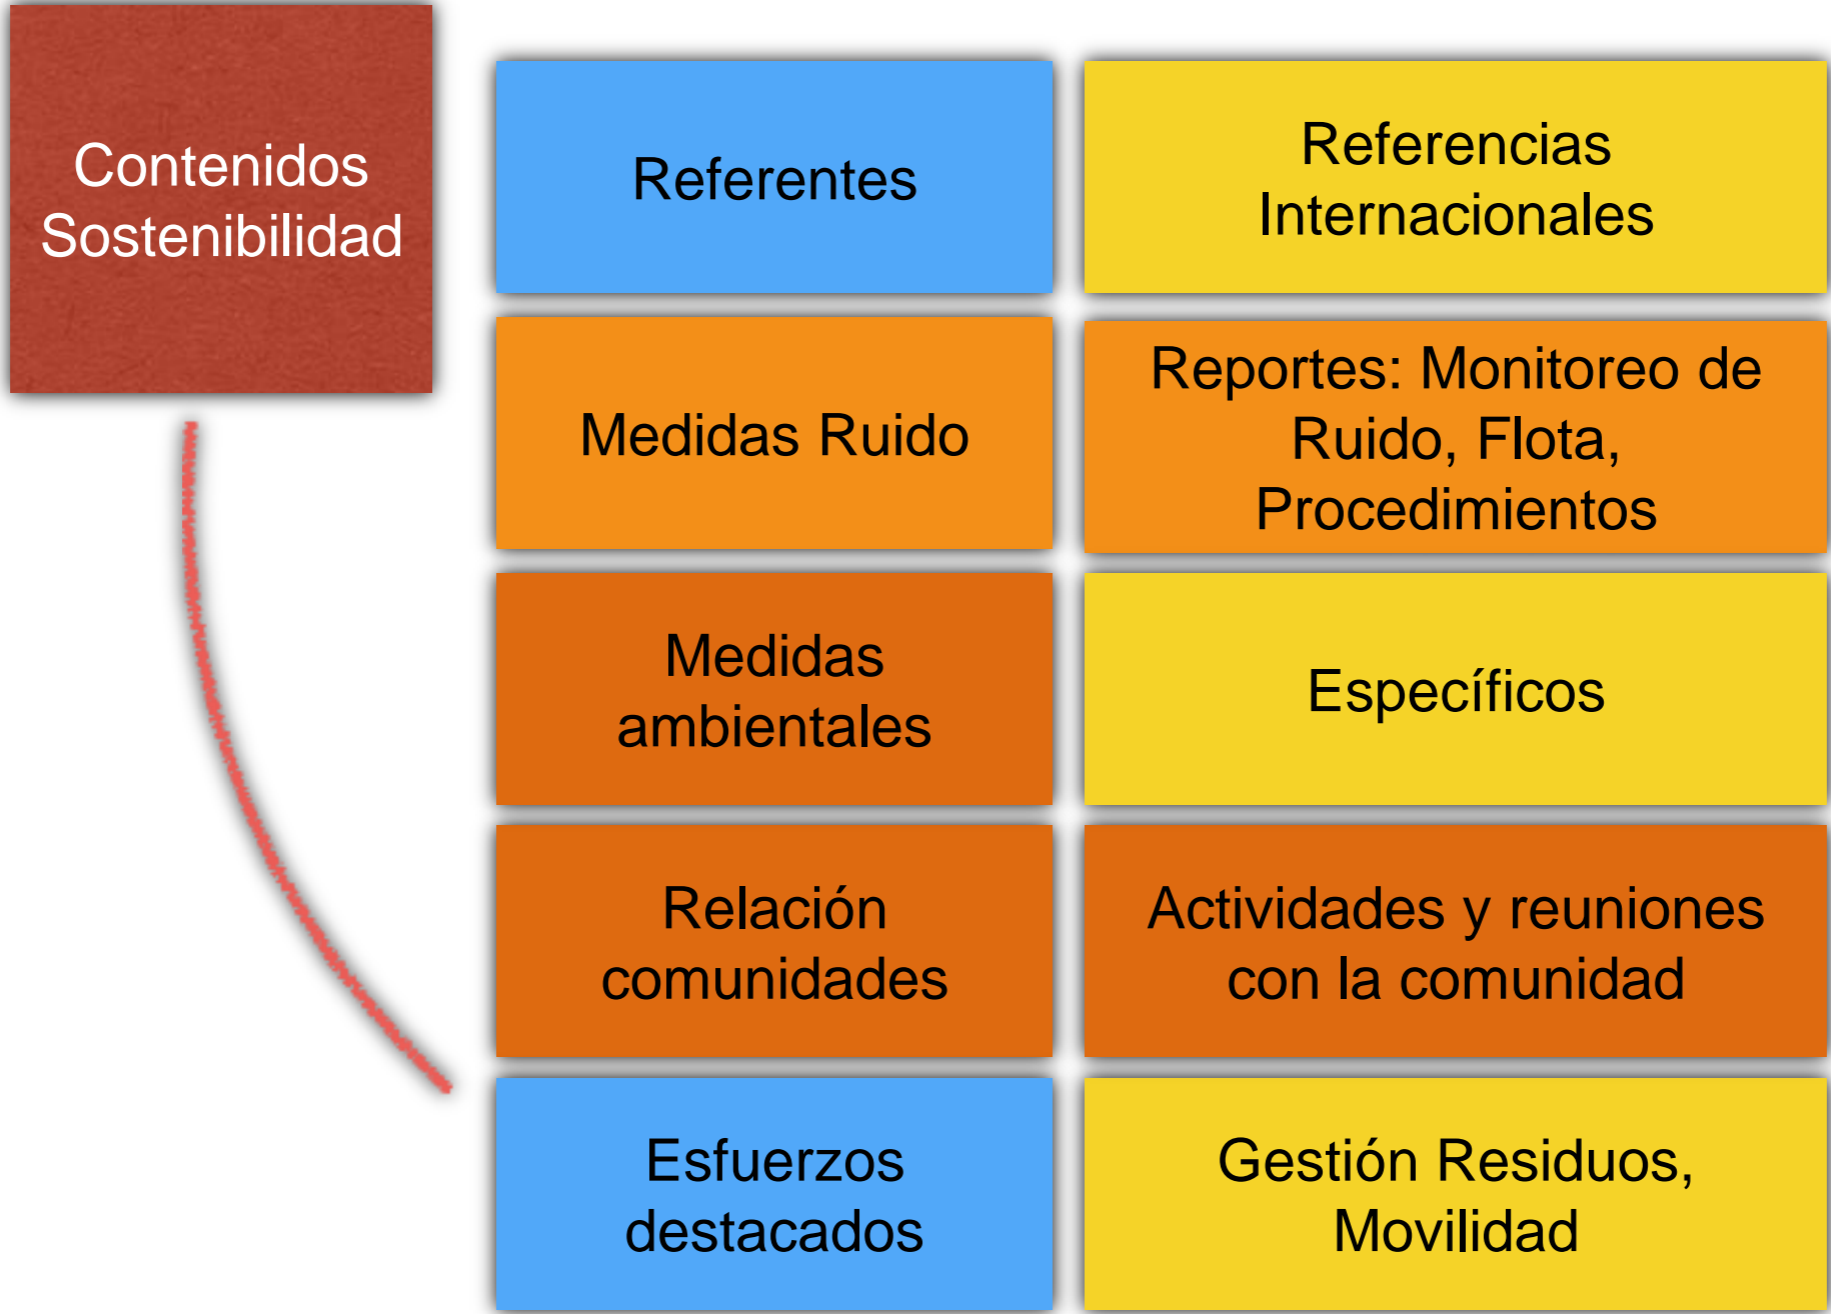 Contenidos
Sostenibilidad
Referentes
Referencias
Internacionales
Medidas Ruido
Reportes: Monitoreo de
Ruido, Flota,
Procedimientos
Medidas
ambientales
Específicos
Relación
comunidades
Actividades y reuniones
con la comunidad
Esfuerzos
destacados
Gestión Residuos,
Movilidad